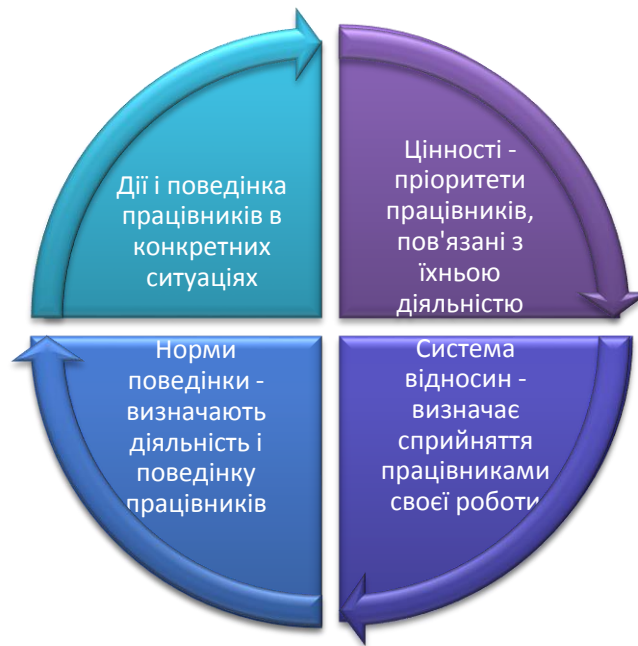 Дії і поведінка
працівників в
конкретних
ситуаціях
Цінності -
пріоритети
працівників,
пов'язані з
їхньою
діяльністю
Норми
поведінки -
визначають
діяльність і
поведінку
працівників
Система
відносин -
визначає
сприйняття
працівниками
своєї роботи